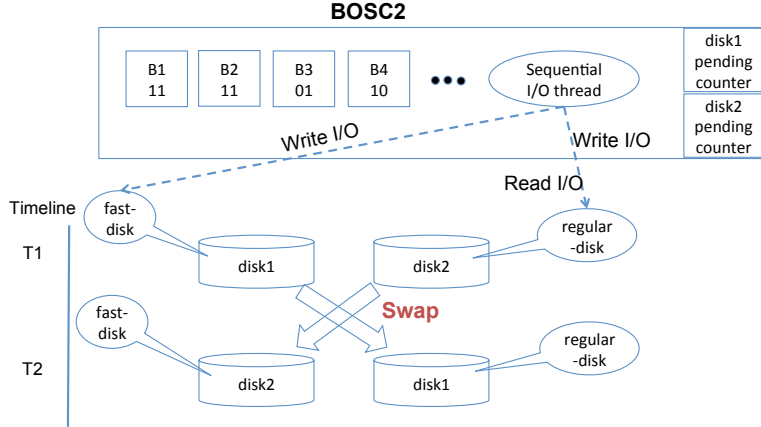 BOSC2
B1
11
B2
11
B3
01
B4
10
Sequential
I/O thread
disk1
pending
counter
disk2
pending
counter
Write I/O
Write I/O
Read I/O
Timeline
fast-
disk
regular
-disk
T1
disk1
disk2
Swap
fast-
disk
regular
-disk
T2
disk2
disk1